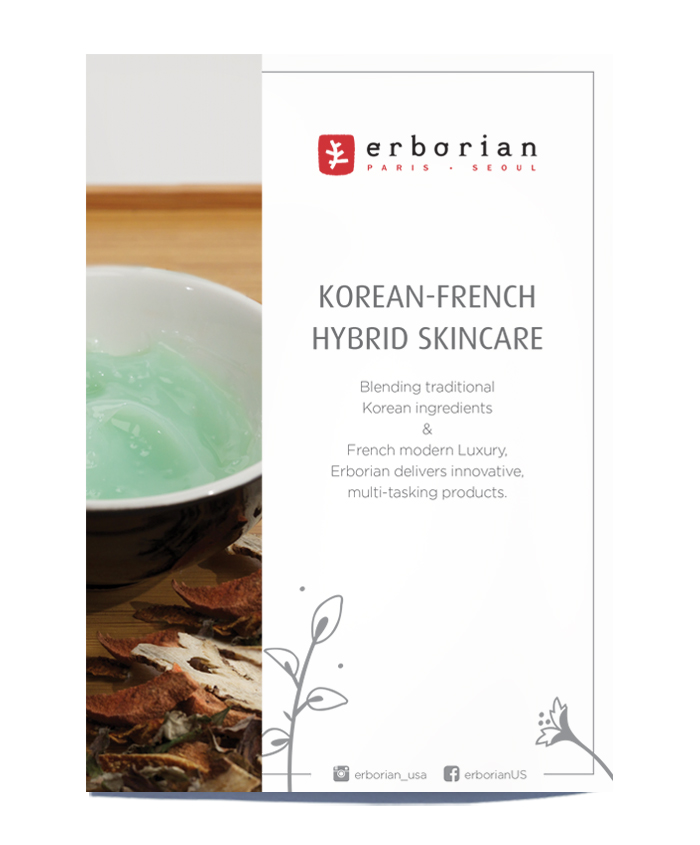 erborian
PARIS · SEOUL
KOREAN-FRENCH
HYBRID SKINCARE
Blending traditional
Korean ingredients
&
French modern Luxury,
Erborian delivers innovative,
multi-tasking products.
erborian_usa erborianUS